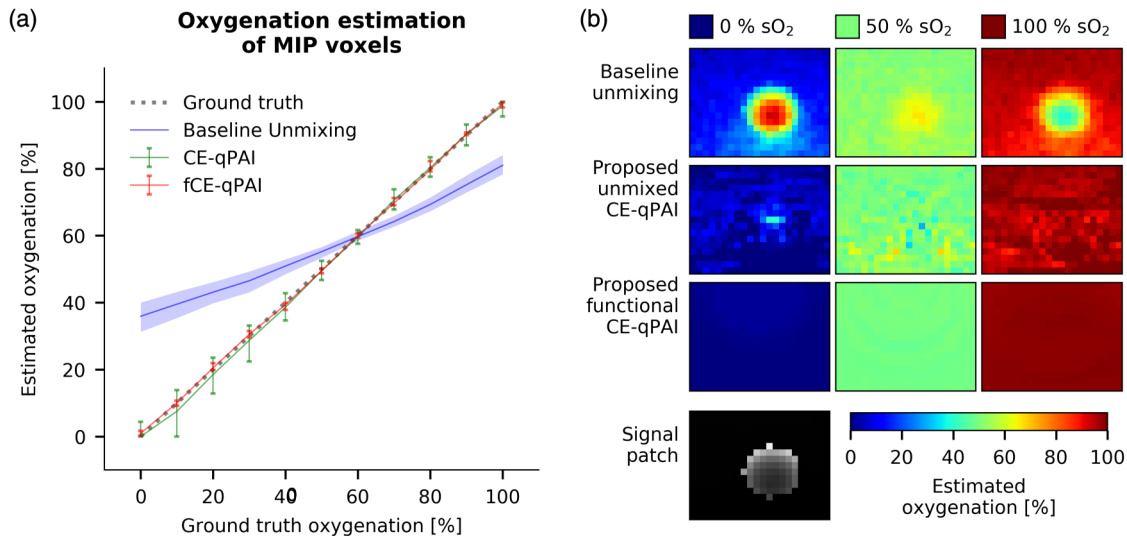 (a)
Oxygenation estimation
of MIP voxels
Estimated oxygenation [%]
100
80
60
40
20
0
Ground truth
Baseline Unmixing
CE-qPAI
fCE-qPAI
0 20 40 0 60 80 100
Ground truth oxygenation [%]
(b)
0 % sO₂ 50 % sO₂ 100 % sO₂
Baseline
unmixing
Proposed
unmixed
CE-qPAI
Proposed
functional
CE-qPAI
Signal
patch
0 20 40 60 80 100
Estimated
oxygenation [%]